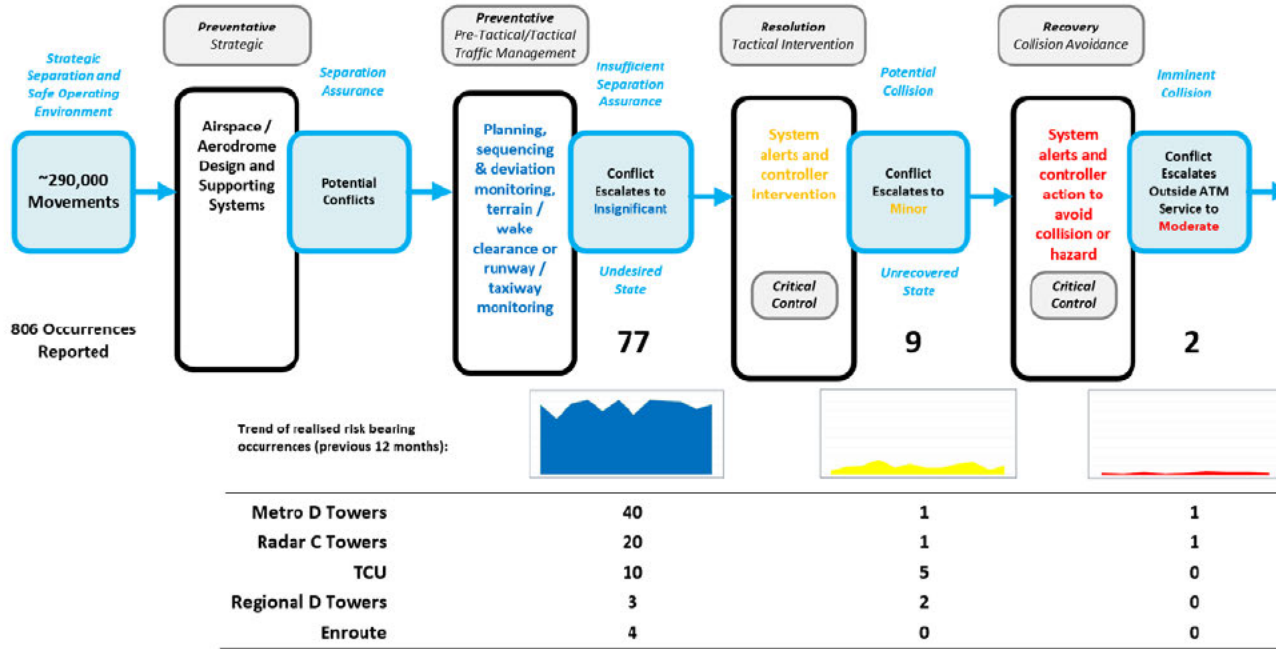 Preventative
Strategic
Preventative
Pre-Tactical/Tactical
Traffic Management
Resolution
Tactical Intervention
Recovery
Collision Avoidance
Strategic
Separation and
Safe Operating
Environment
Separation
Assurance
Insufficient
Separation
Assurance
Potential
Collision
Imminent
Collision
~290,000
Movements
Airspace /
Aerodrome
Design and
Supporting
Systems
Potential
Conflicts
Planning,
sequencing
& deviation
monitoring,
terrain /
wake
clearance or
runway /
taxiway
monitoring
Conflict
Escalates to
Insignificant
System
alerts and
controller
intervention
Conflict
Escalates to
Minor
System
alerts and
controller
action to
avoid
collision or
hazard
Conflict
Escalates
Outside ATM
Service to
Moderate
Undesired
State
Critical
Control
Unrecovered
State
Critical
Control
806 Occurrences
Reported
77
9
2
Trend of realised risk bearing
occurrences (previous 12 months):
Metro D Towers 40 1 1
Radar C Towers 20 1 1
TCU 10 5 0
Regional D Towers 3 2 0
Enroute 4 0 0